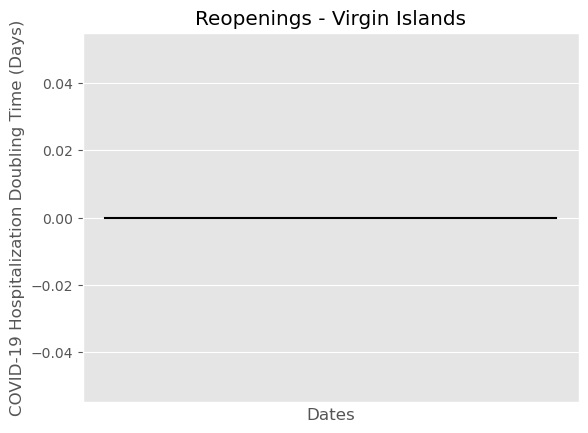 Reopenings - Virgin Islands
COVID-19 Hospitalization Doubling Time (Days)
0.04
0.02
0.00
−0.02
−0.04
Dates